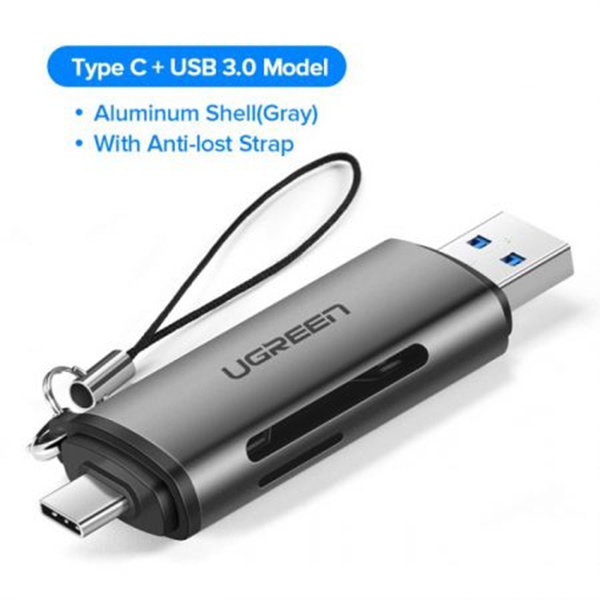 Type C + USB 3.0 Model
• Aluminum Shell(Gray)
• With Anti-lost Strap
UGREEN